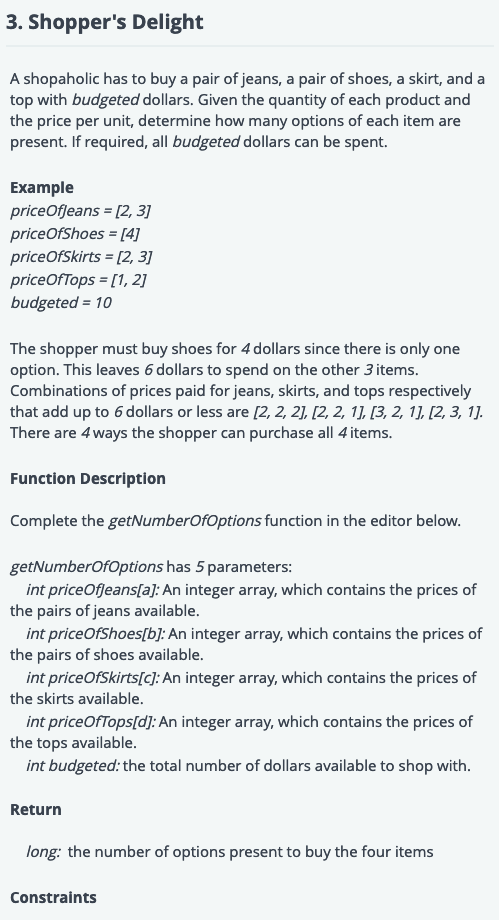 3. Shopper's Delight
A shopaholic has to buy a pair of jeans, a pair of shoes, a skirt, and a
top with budgeted dollars. Given the quantity of each product and
the price per unit, determine how many options of each item are
present. If required, all budgeted dollars can be spent.
Example
priceOfJeans = [2, 3]
priceOfShoes = [4]
priceOfSkirts = [2, 3]
priceOfTops = [1, 2]
budgeted = 10
The shopper must buy shoes for 4 dollars since there is only one
option. This leaves 6 dollars to spend on the other 3 items.
Combinations of prices paid for jeans, skirts, and tops respectively
that add up to 6 dollars or less are [2, 2, 2], [2, 2, 1], [3, 2, 1], [2, 3, 1].
There are 4 ways the shopper can purchase all 4 items.
Function Description
Complete the getNumberOfOptions function in the editor below.
getNumberOfOptions has 5 parameters:
int priceOfJeans[a]: An integer array, which contains the prices of
the pairs of jeans available.
int priceOfShoes[b]: An integer array, which contains the prices of
the pairs of shoes available.
int priceOfSkirts[c]: An integer array, which contains the prices of
the skirts available.
int priceOfTops[d]: An integer array, which contains the prices of
the tops available.
int budgeted: the total number of dollars available to shop with.
Return
long: the number of options present to buy the four items
Constraints